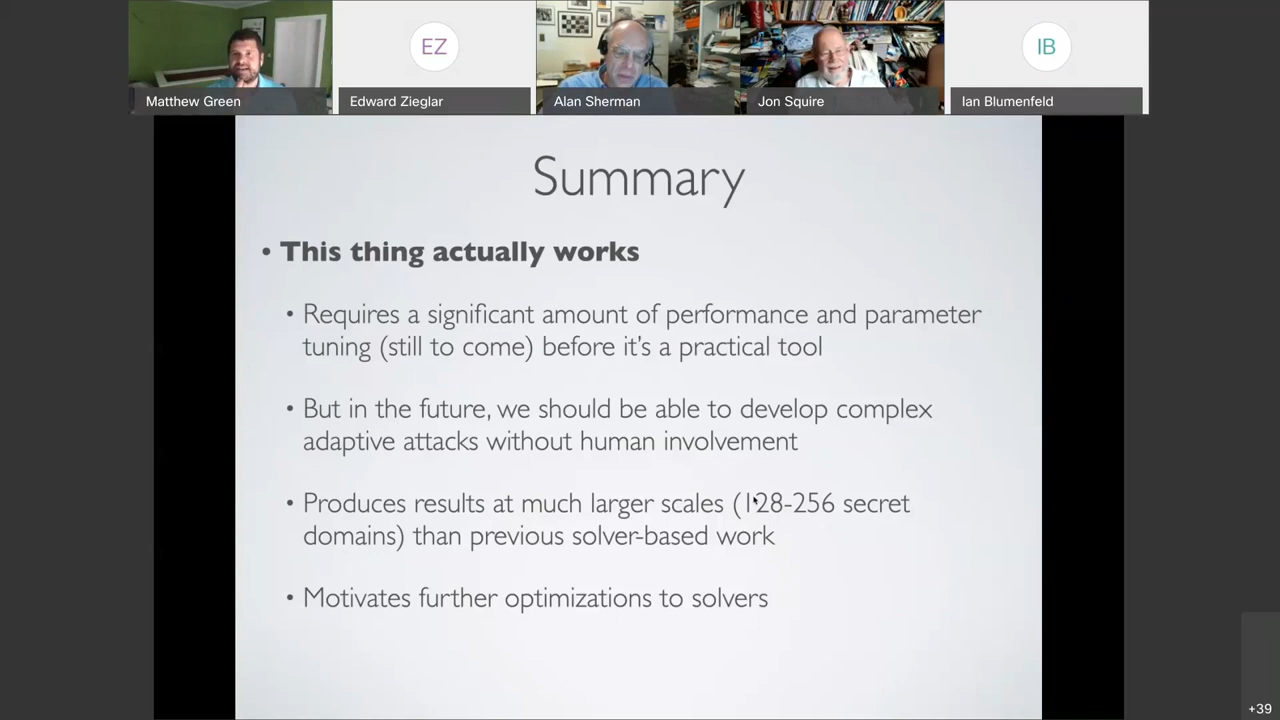 EZ
IB
Matthew Green
Edward Zieglar
Alan Sherman
Jon Squire
Ian Blumenfeld
Summary
• This thing actually works
• Requires a significant amount of performance and parameter
tuning (still to come) before it's a practical tool
• But in the future, we should be able to develop complex
adaptive attacks without human involvement
• Produces results at much larger scales (128-256 secret
domains) than previous solver-based work
• Motivates further optimizations to solvers
+39